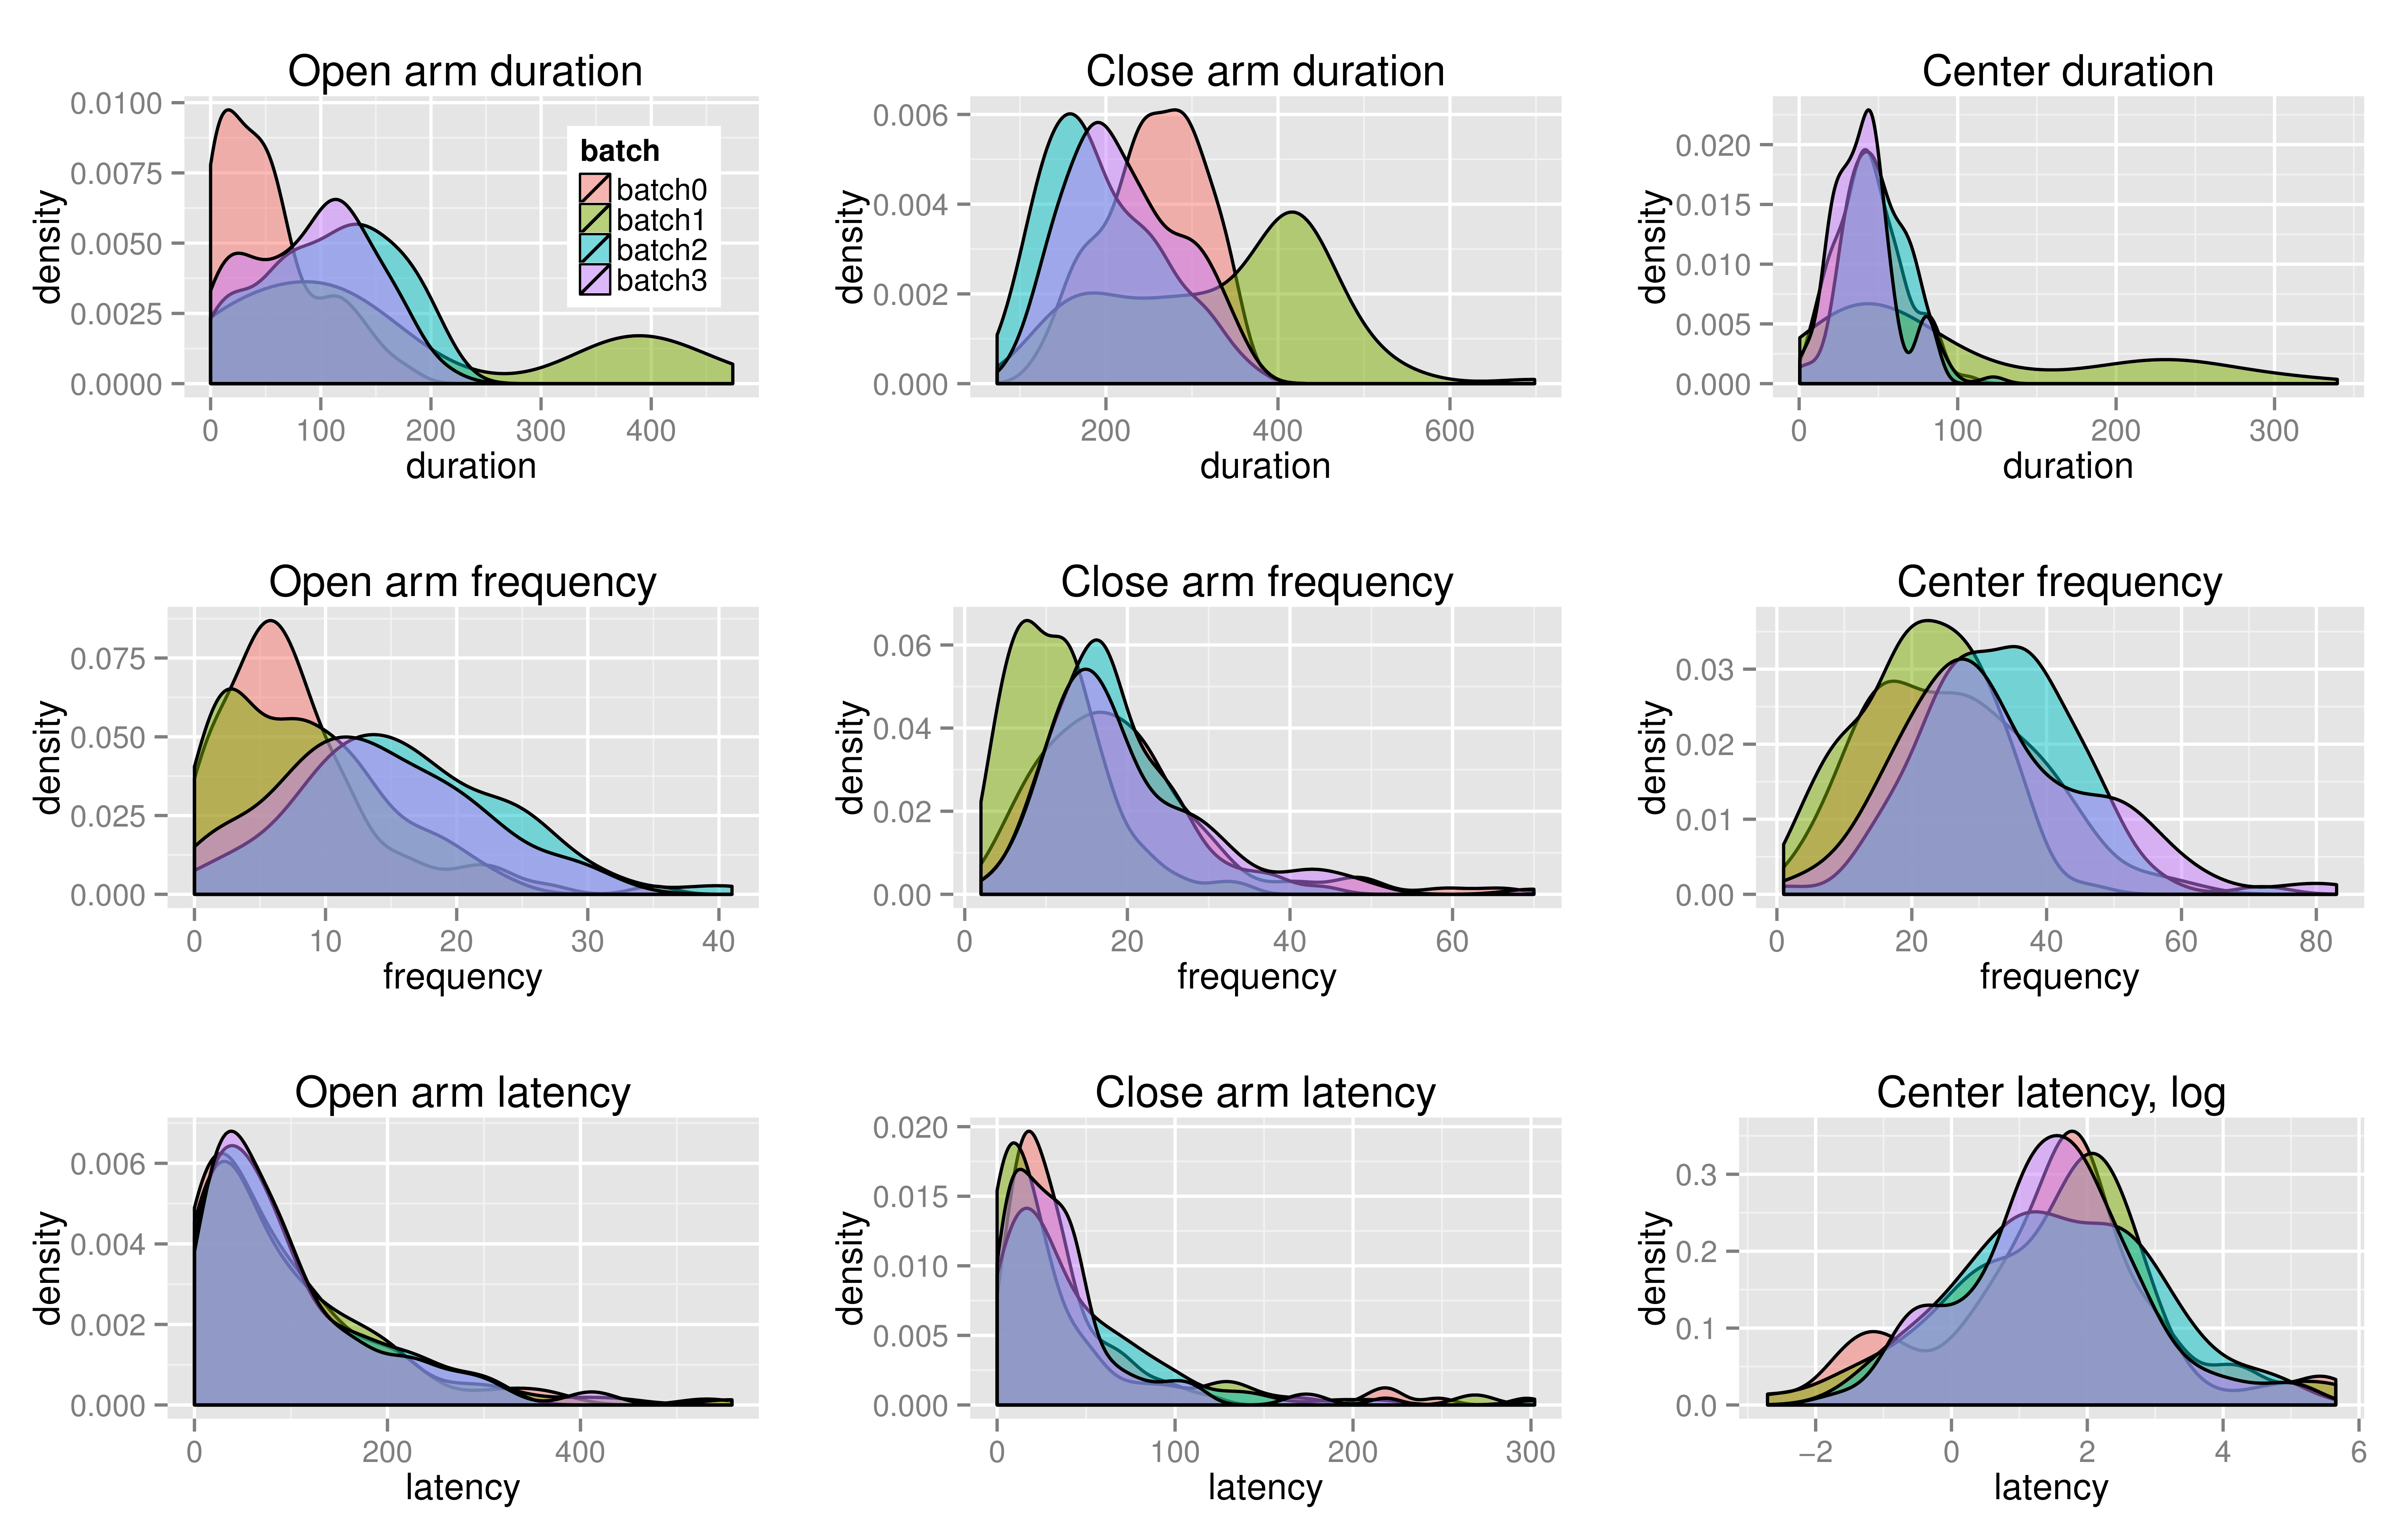 Open arm duration
density
0.0100
0.0075
0.0050
0.0025
0.0000
batch
batch0
batch1
batch2
batch3
0 100 200 300 400
duration
Close arm duration
density
0.006
0.004
0.002
0.000
200 400 600
duration
Center duration
density
0.020
0.015
0.010
0.005
0.000
0 100 200 300
duration
Open arm frequency
density
0.075
0.050
0.025
0.000
0 10 20 30 40
frequency
Close arm frequency
density
0.06
0.04
0.02
0.00
0 20 40 60
frequency
Center frequency
density
0.03
0.02
0.01
0.00
0 20 40 60 80
frequency
Open arm latency
density
0.006
0.004
0.002
0.000
0 200 400
latency
Close arm latency
density
0.020
0.015
0.010
0.005
0.000
0 100 200 300
latency
Center latency, log
density
0.3
0.2
0.1
0.0
−2 0 2 4 6
latency